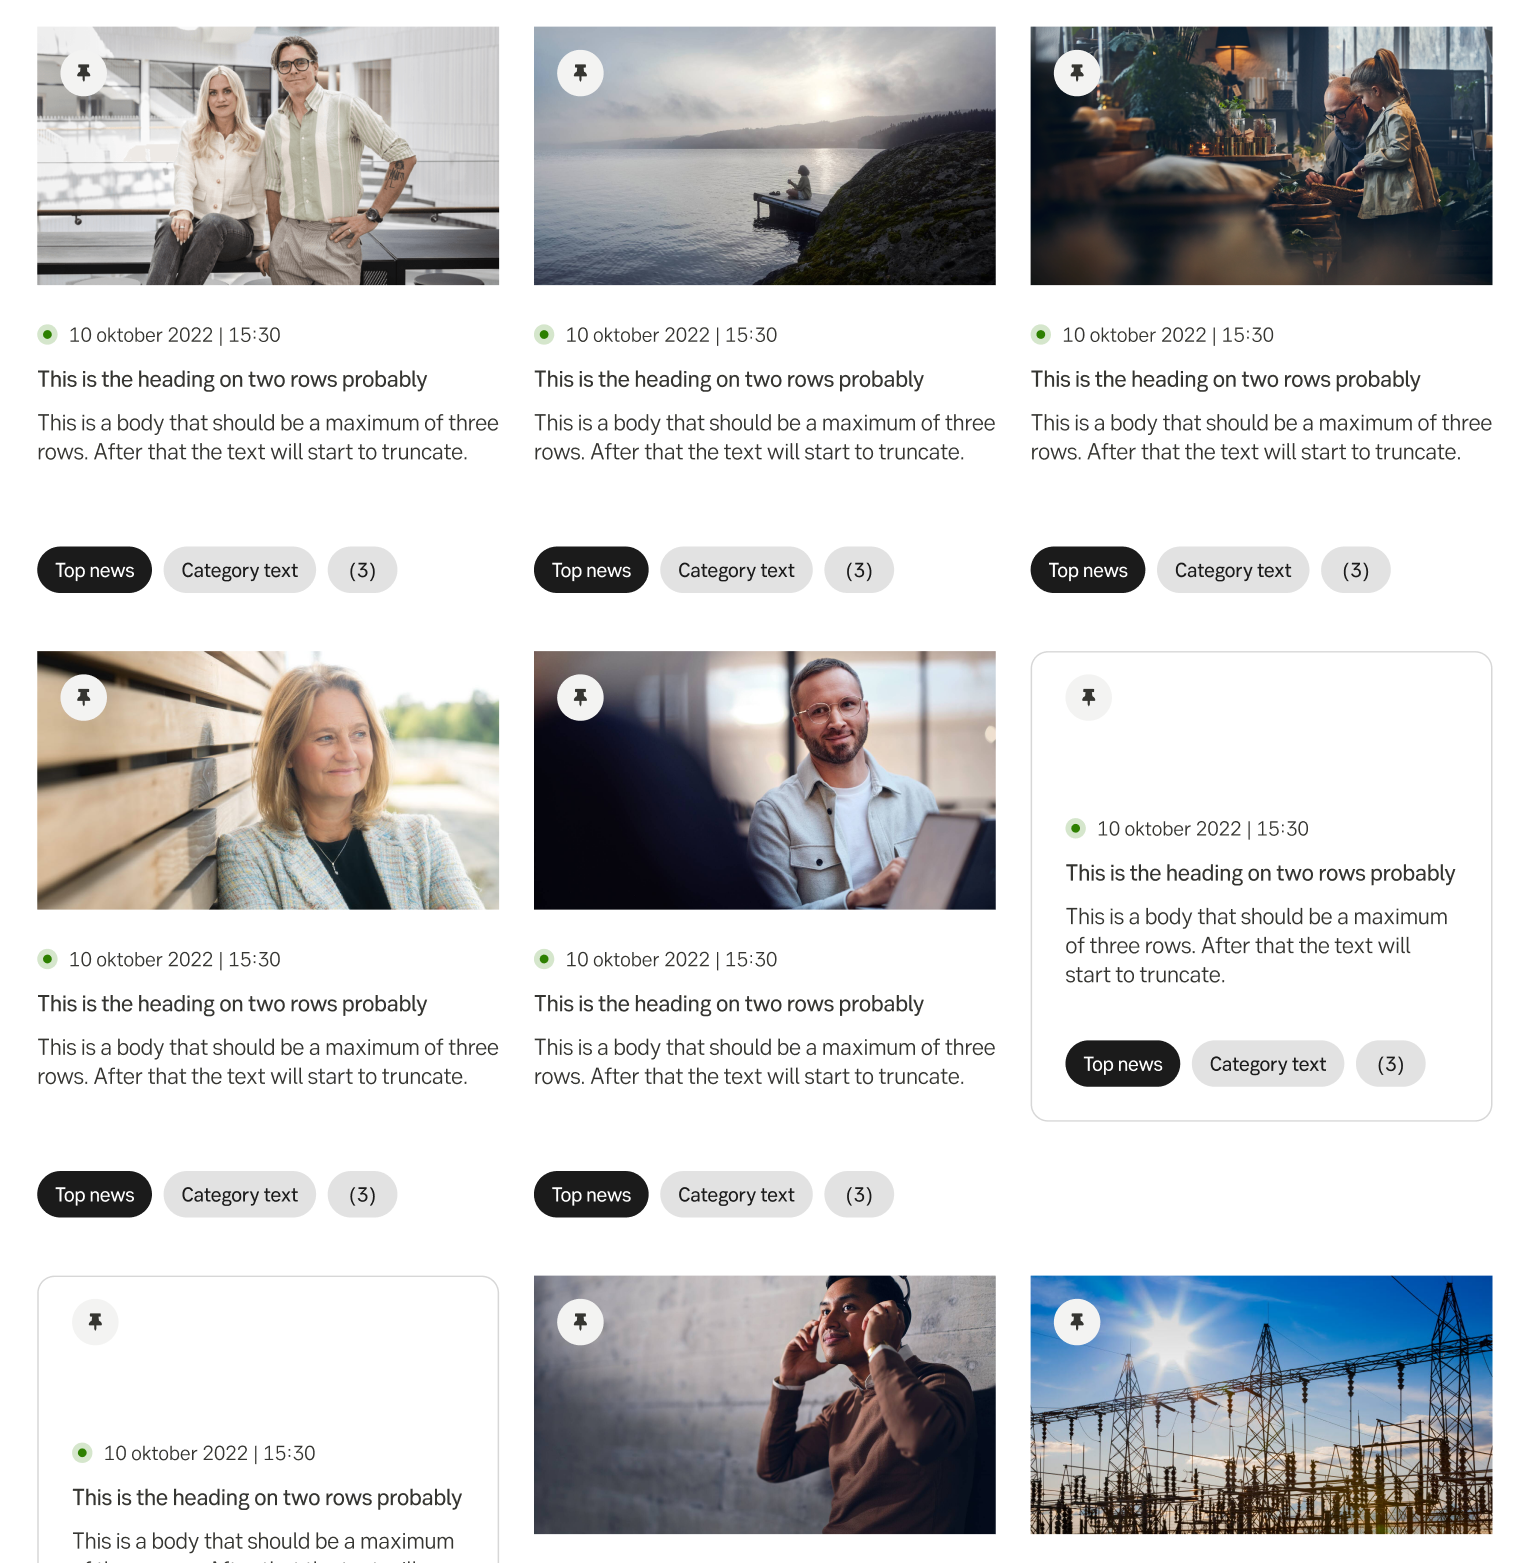 10 oktober 2022 | 15:30
This is the heading on two rows probably
This is a body that should be a maximum of three
rows. After that the text will start to truncate.
Top news
Category text
(3)
10 oktober 2022 | 15:30
This is the heading on two rows probably
This is a body that should be a maximum of three
rows. After that the text will start to truncate.
Top news
Category text
(3)
10 oktober 2022 | 15:30
This is the heading on two rows probably
This is a body that should be a maximum of three
rows. After that the text will start to truncate.
Top news
Category text
(3)
10 oktober 2022 | 15:30
This is the heading on two rows probably
This is a body that should be a maximum of three
rows. After that the text will start to truncate.
Top news
Category text
(3)
10 oktober 2022 | 15:30
This is the heading on two rows probably
This is a body that should be a maximum of three
rows. After that the text will start to truncate.
Top news
Category text
(3)
10 oktober 2022 | 15:30
This is the heading on two rows probably
This is a body that should be a maximum
of three rows. After that the text will
start to truncate.
Top news
Category text
(3)
10 oktober 2022 | 15:30
This is the heading on two rows probably
This is a body that should be a maximum